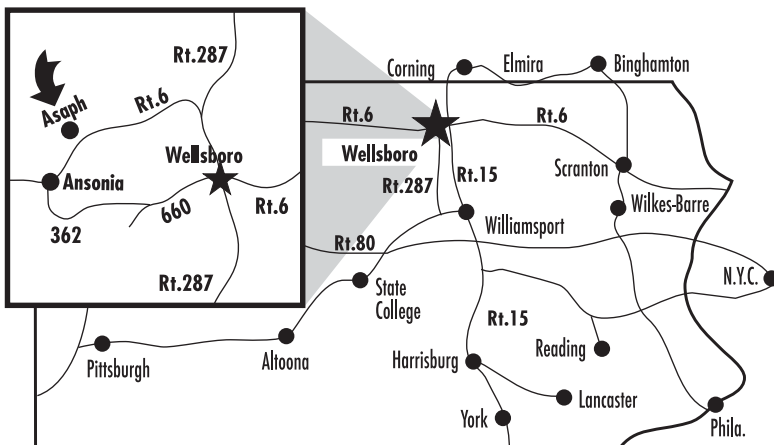 Rt.287
Asaph
Rt.6
Wellsboro
Ansonia
660
Rt.6
362
Rt.287
Corning
Elmira
Binghamton
Rt.6
Rt.6
Wellsboro
Rt.15
Scranton
Rt.287
Wilkes-Barre
Williamsport
Rt.80
N.Y.C.
State
College
Rt.15
Pittsburgh
Altoona
Harrisburg
Reading
Lancaster
York
Phila.